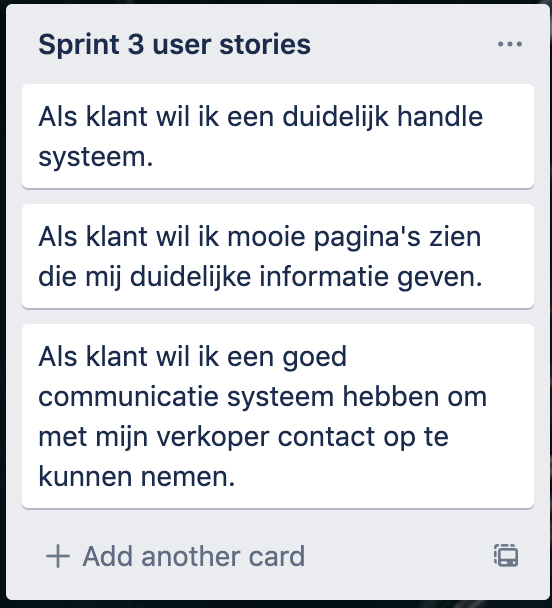 Sprint 3 user stories
Als klant wil ik een duidelijk handle
systeem.
Als klant wil ik mooie pagina's zien
die mij duidelijke informatie geven.
Als klant wil ik een goed
communicatie systeem hebben om
met mijn verkoper contact op te
kunnen nemen.
+ Add another card